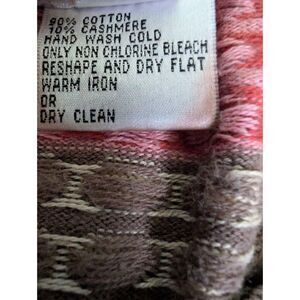 90% COTTON
10% CASHMERE
HAND WASH COLD
ONLY NON CHLORINE BLEACH
RESHAPE AND DRY FLAT
WARM IRON
OR
DRY CLEAN